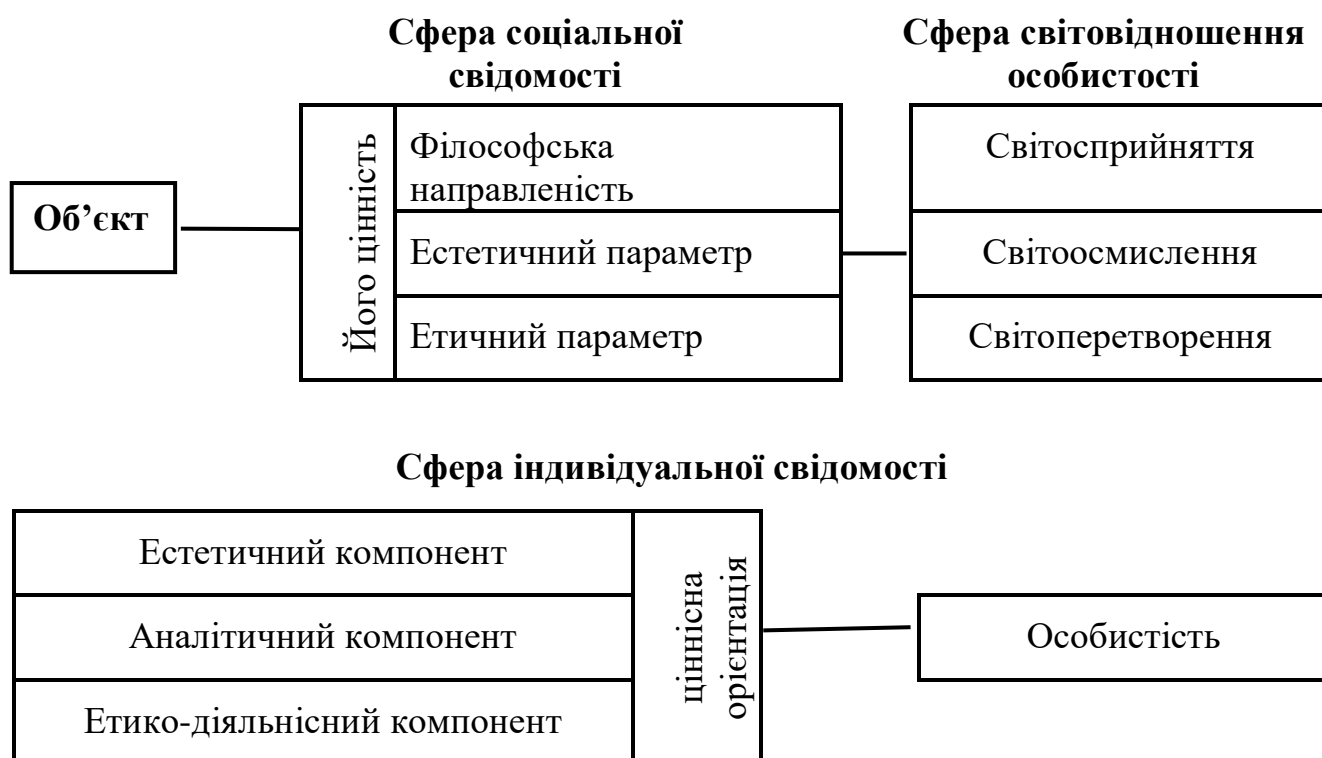 Сфера соціальної
свідомості
Сфера світовідношення
особистості
Об’єкт
Його цінність
Філософська
направленість
Естетичний параметр
Етичний параметр
Світосприйняття
Світоосмислення
Світоперетворення
Сфера індивідуальної свідомості
Естетичний компонент
Аналітичний компонент
Етико-діяльнісний компонент
ціннісна
орієнтація
Особистість